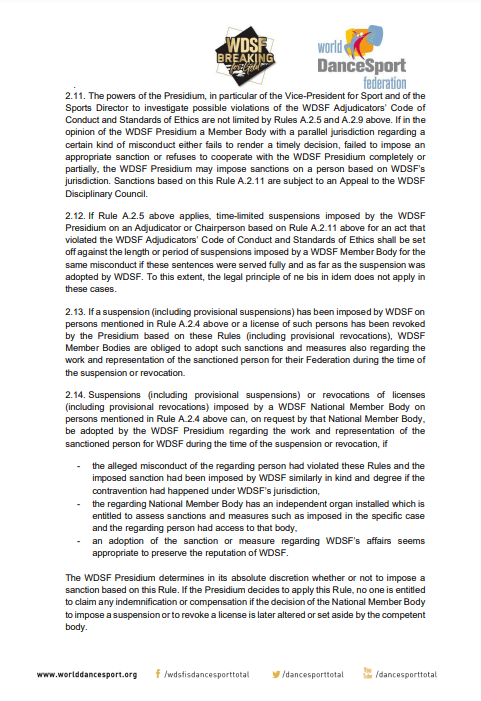 WDSF
BREAKING
for Gold
world
DanceSport
federation
.
2.11. The powers of the Presidium, in particular of the Vice-President for Sport and of the
Sports Director to investigate possible violations of the WDSF Adjudicators' Code of
Conduct and Standards of Ethics are not limited by Rules A.2.5 and A.2.9 above. If in the
opinion of the WDSF Presidium a Member Body with a parallel jurisdiction regarding a
certain kind of misconduct either fails to render a timely decision, failed to impose an
appropriate sanction or refuses to cooperate with the WDSF Presidium completely or
partially, the WDSF Presidium may impose sanctions on a person based on WDSF's
jurisdiction. Sanctions based on this Rule A.2.11 are subject to an Appeal to the WDSF
Disciplinary Council.
2.12. If Rule A.2.5 above applies, time-limited suspensions imposed by the WDSF
Presidium on an Adjudicator or Chairperson based on Rule A.2.11 above for an act that
violated the WDSF Adjudicators' Code of Conduct and Standards of Ethics shall be set
off against the length or period of suspensions imposed by a WDSF Member Body for the
same misconduct if these sentences were served fully and as far as the suspension was
adopted by WDSF. To this extent, the legal principle of ne bis in idem does not apply in
these cases.
2.13. If a suspension (including provisional suspensions) has been imposed by WDSF on
persons mentioned in Rule A.2.4 above or a license of such persons has been revoked
by the Presidium based on these Rules (including provisional revocations), WDSF
Member Bodies are obliged to adopt such sanctions and measures also regarding the
work and representation of the sanctioned person for their Federation during the time of
the suspension or revocation.
2.14. Suspensions (including provisional suspensions) or revocations of licenses
(including provisional revocations) imposed by a WDSF National Member Body on
persons mentioned in Rule A.2.4 above can, on request by that National Member Body,
be adopted by the WDSF Presidium regarding the work and representation of the
sanctioned person for WDSF during the time of the suspension or revocation, if
- the alleged misconduct of the regarding person had violated these Rules and the
imposed sanction had been imposed by WDSF similarly in kind and degree if the
contravention had happened under WDSF's jurisdiction,
- the regarding National Member Body has an independent organ installed which is
entitled to assess sanctions and measures such as imposed in the specific case
and the regarding person had access to that body,
- an adoption of the sanction or measure regarding WDSF's affairs seems
appropriate to preserve the reputation of WDSF.
The WDSF Presidium determines in its absolute discretion whether or not to impose a
sanction based on this Rule. If the Presidium decides to apply this Rule, no one is entitled
to claim any indemnification or compensation if the decision of the National Member Body
to impose a suspension or to revoke a license is later altered or set aside by the competent
body.
www.worlddancesport.org f /wdsfisdancesporttotal /dancesporttotal You Tube /dancesporttotal